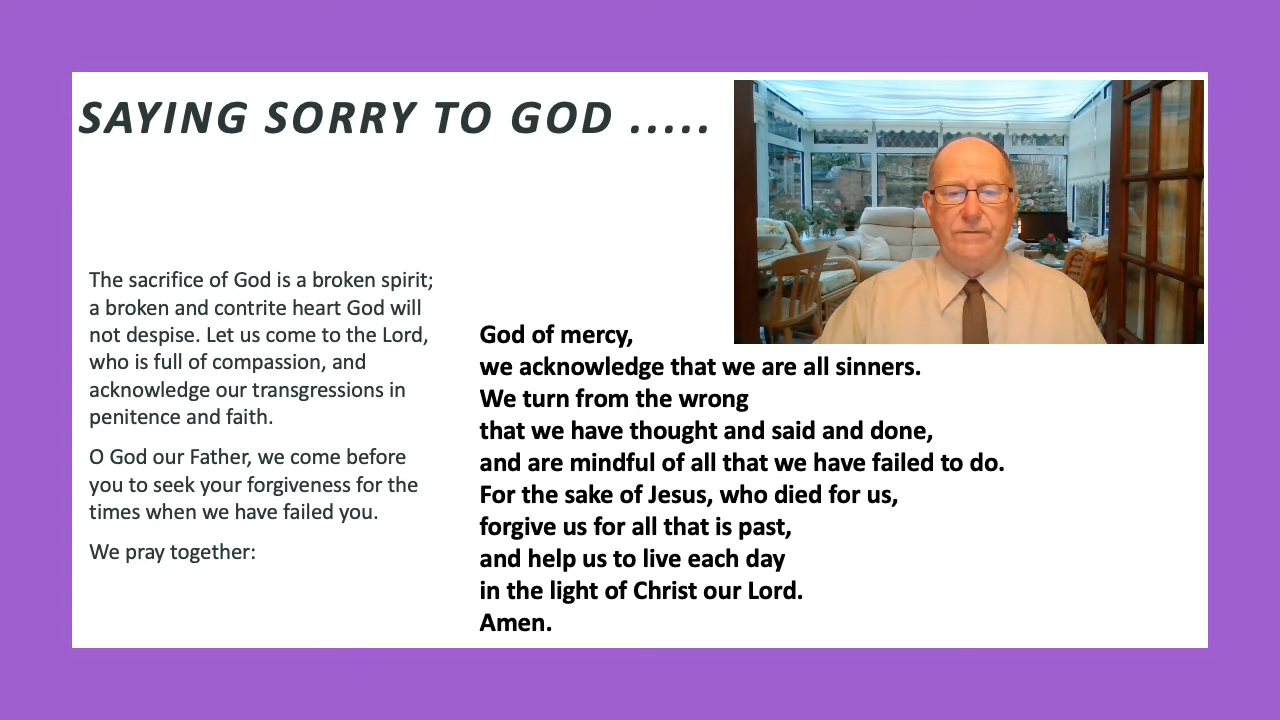 SAYING SORRY TO GOD .....
The sacrifice of God is a broken spirit;
a broken and contrite heart God will
not despise. Let us come to the Lord,
who is full of compassion, and
acknowledge our transgressions in
penitence and faith.
O God our Father, we come before
you to seek your forgiveness for the
times when we have failed you.
We pray together:
God of mercy,
we acknowledge that we are all sinners.
We turn from the wrong
that we have thought and said and done,
and are mindful of all that we have failed to do.
For the sake of Jesus, who died for us,
forgive us for all that is past,
and help us to live each day
in the light of Christ our Lord.
Amen.